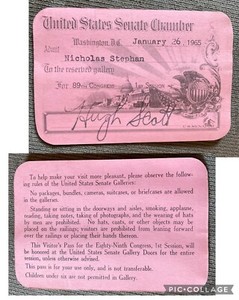 United States Senate Chamber
Washington D.C. January 26, 1965
Admit Nicholas Stephan
To the reserved gallery
For 89th Congress
Hugh Scott
To help make your visit more pleasant, please observe the follow-
ing rules of the United States Senate Galleries:
No packages, bundles, cameras, suitcases, or briefcases are allowed
in the galleries.
Standing or sitting in the doorways and aisles, smoking, applause,
reading, taking notes, taking of photographs, and the wearing of hats
by men are prohibited. No hats, coats, or other objects may be
placed on the railings; visitors are prohibited from leaning forward
over the railings or placing their hands thereon.
This Visitor's Pass for the Eighty-Ninth Congress, 1st Session, will
be honored at the United States Senate Gallery Doors for the entire
session, unless otherwise advised.
This pass is for your use only, and is not transferable.
Children under six are not permitted in Gallery.
PIC•COLLAGE